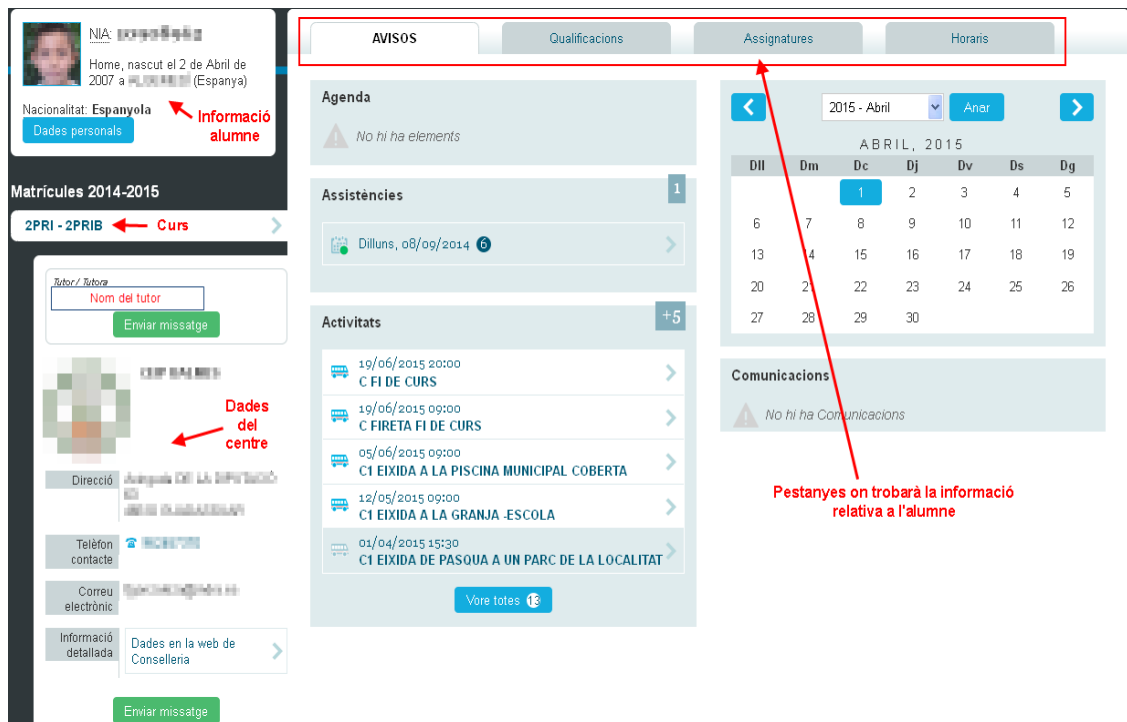 NIA:
Home, nascut el 2 de Abril de
2007 a (Espanya)
Nacionalitat: Espanyola
Dades personals
Informació
alumne
Matrícules 2014-2015
2PRI - 2PRIB
Curs
Tutor / Tutora
Nom del tutor
Enviar missatge
Dades
del
centre
Direcció
Telèfon
contacte
Correu
electrònic
Informació
detallada
Dades en la web de
Conselleria
Enviar missatge
AVISOS
Qualificacions
Assignatures
Horaris
Agenda
No hi ha elements
Assistències
1
Dilluns, 08/09/2014 6
Activitats
+5
19/06/2015 20:00
C FI DE CURS
19/06/2015 09:00
C FIRETA FI DE CURS
05/06/2015 09:00
C1 EIXIDA A LA PISCINA MUNICIPAL COBERTA
12/05/2015 09:00
C1 EIXIDA A LA GRANJA -ESCOLA
01/04/2015 15:30
C1 EIXIDA DE PASQUA A UN PARC DE LA LOCALITAT
Vore totes 13
2015 - Abril
Anar
ABRIL, 2015
Dll Dm Dc Dj Dv Ds Dg
1 2 3 4 5
6 7 8 9 10 11 12
13 14 15 16 17 18 19
20 21 22 23 24 25 26
27 28 29 30
Comunicacions
No hi ha Comunicacions
Pestanyes on trobarà la informació
relativa a l'alumne